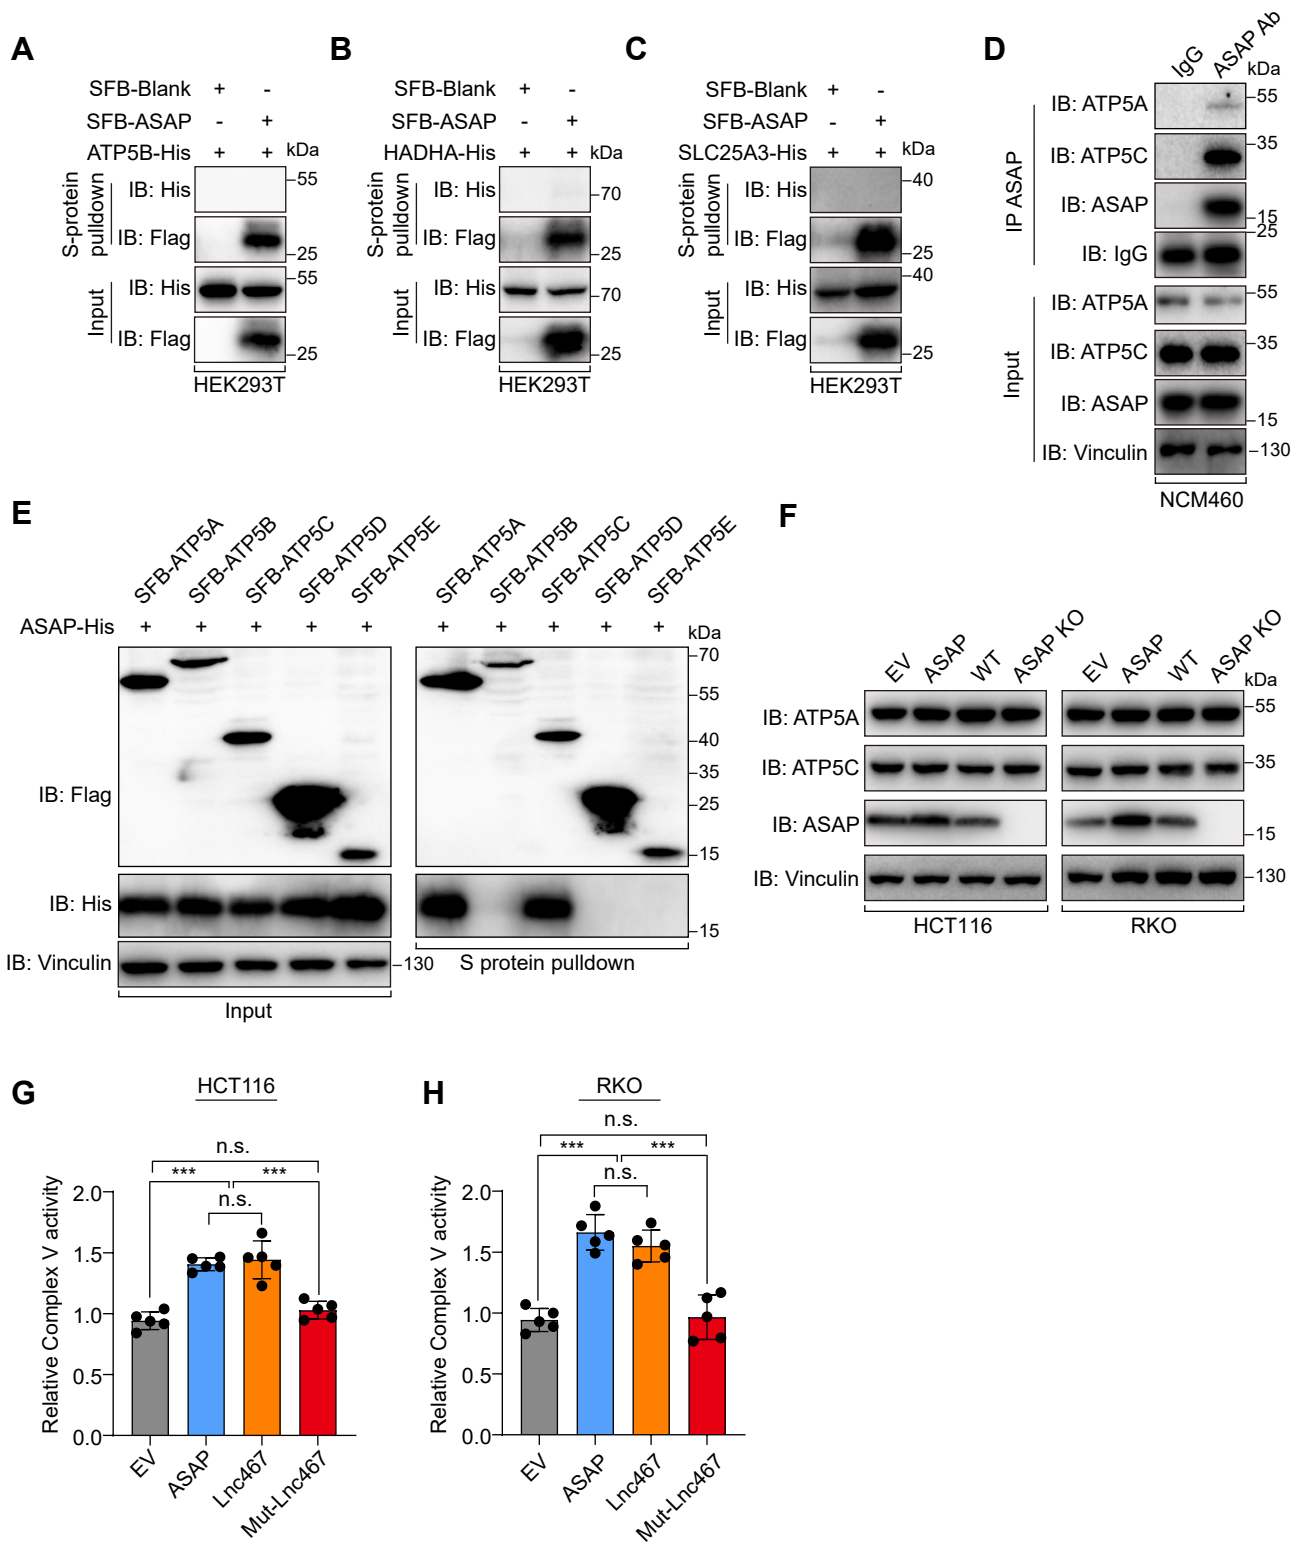 A
SFB-Blank + -
SFB-ASAP - +
ATP5B-His + + kDa
S-protein pulldown
IB: His –55
IB: Flag –25
Input
IB: His –55
IB: Flag –25
HEK293T
B
SFB-Blank + -
SFB-ASAP - +
HADHA-His + + kDa
S-protein pulldown
IB: His –70
IB: Flag –25
Input
IB: His –70
IB: Flag –25
HEK293T
C
SFB-Blank + -
SFB-ASAP - +
SLC25A3-His + + kDa
S-protein pulldown
IB: His –40
IB: Flag –25
Input
IB: His –40
IB: Flag –25
HEK293T
D
IgG ASAP Ab kDa
IP ASAP
IB: ATP5A –55
IB: ATP5C –35
IB: ASAP –15
IB: IgG –25
Input
IB: ATP5A –55
IB: ATP5C –35
IB: ASAP –15
IB: Vinculin –130
NCM460
E
SFB-ATP5A SFB-ATP5B SFB-ATP5C SFB-ATP5D SFB-ATP5E SFB-ATP5A SFB-ATP5B SFB-ATP5C SFB-ATP5D SFB-ATP5E
ASAP-His + + + + + + + + + + kDa
–70
–55
–40
–35
IB: Flag –25
–15
IB: His –15
IB: Vinculin –130 S protein pulldown
Input
F
EV ASAP WT ASAP KO EV ASAP WT ASAP KO kDa
IB: ATP5A –55
IB: ATP5C –35
IB: ASAP –15
IB: Vinculin –130
HCT116 RKO
G
HCT116
n.s.
*** ***
n.s.
Relative Complex V activity
2.0
1.5
1.0
0.5
0.0
EV ASAP Lnc467 Mut-Lnc467
H
RKO
n.s.
*** ***
n.s.
Relative Complex V activity
2.0
1.5
1.0
0.5
0.0
EV ASAP Lnc467 Mut-Lnc467